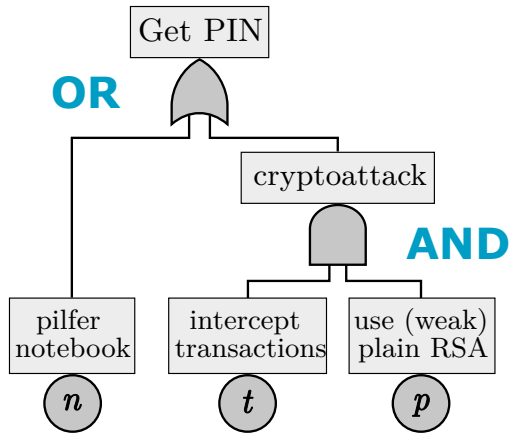 Get PIN
OR
cryptoattack
AND
pilfer
notebook
intercept
transactions
use (weak)
plain RSA
n
t
p